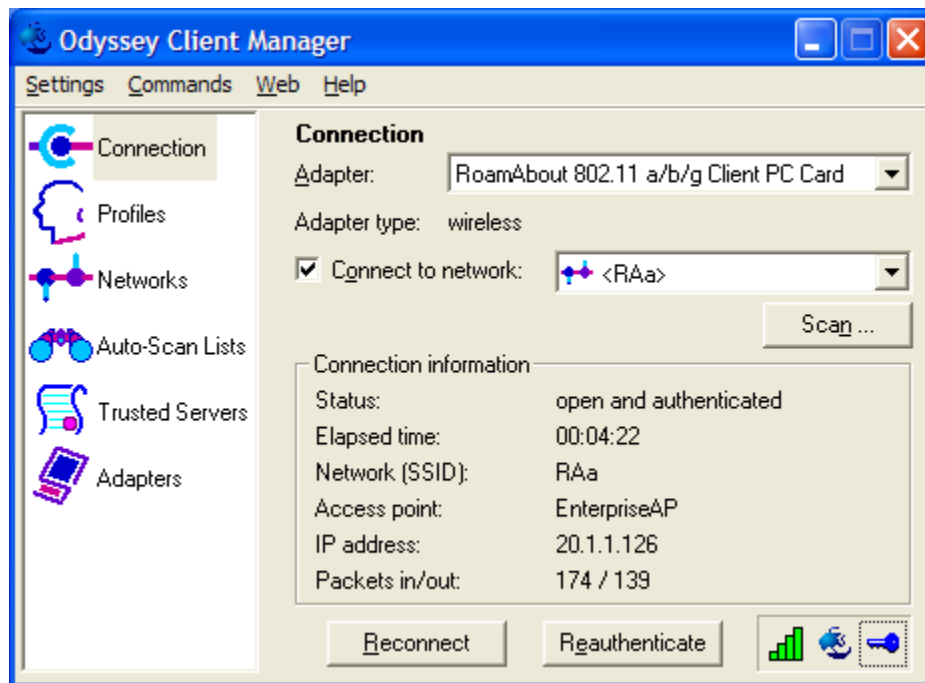 Odyssey Client Manager
Settings Commands Web Help
Connection
Profiles
Networks
Auto-Scan Lists
Trusted Servers
Adapters
Connection
Adapter: RoamAbout 802.11 a/b/g Client PC Card
Adapter type: wireless
Connect to network: <RAa>
Scan ...
Connection information
Status: open and authenticated
Elapsed time: 00:04:22
Network (SSID): RAa
Access point: EnterpriseAP
IP address: 20.1.1.126
Packets in/out: 174 / 139
Reconnect Reauthenticate